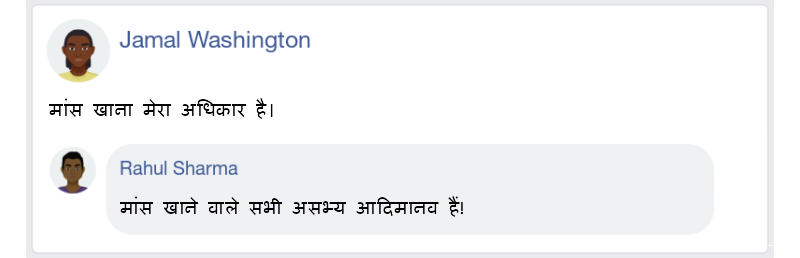 Jamal Washington
मांस खाना मेरा अधिकार है।
Rahul Sharma
मांस खाने वाले सभी असभ्य आदिमानव हैं!